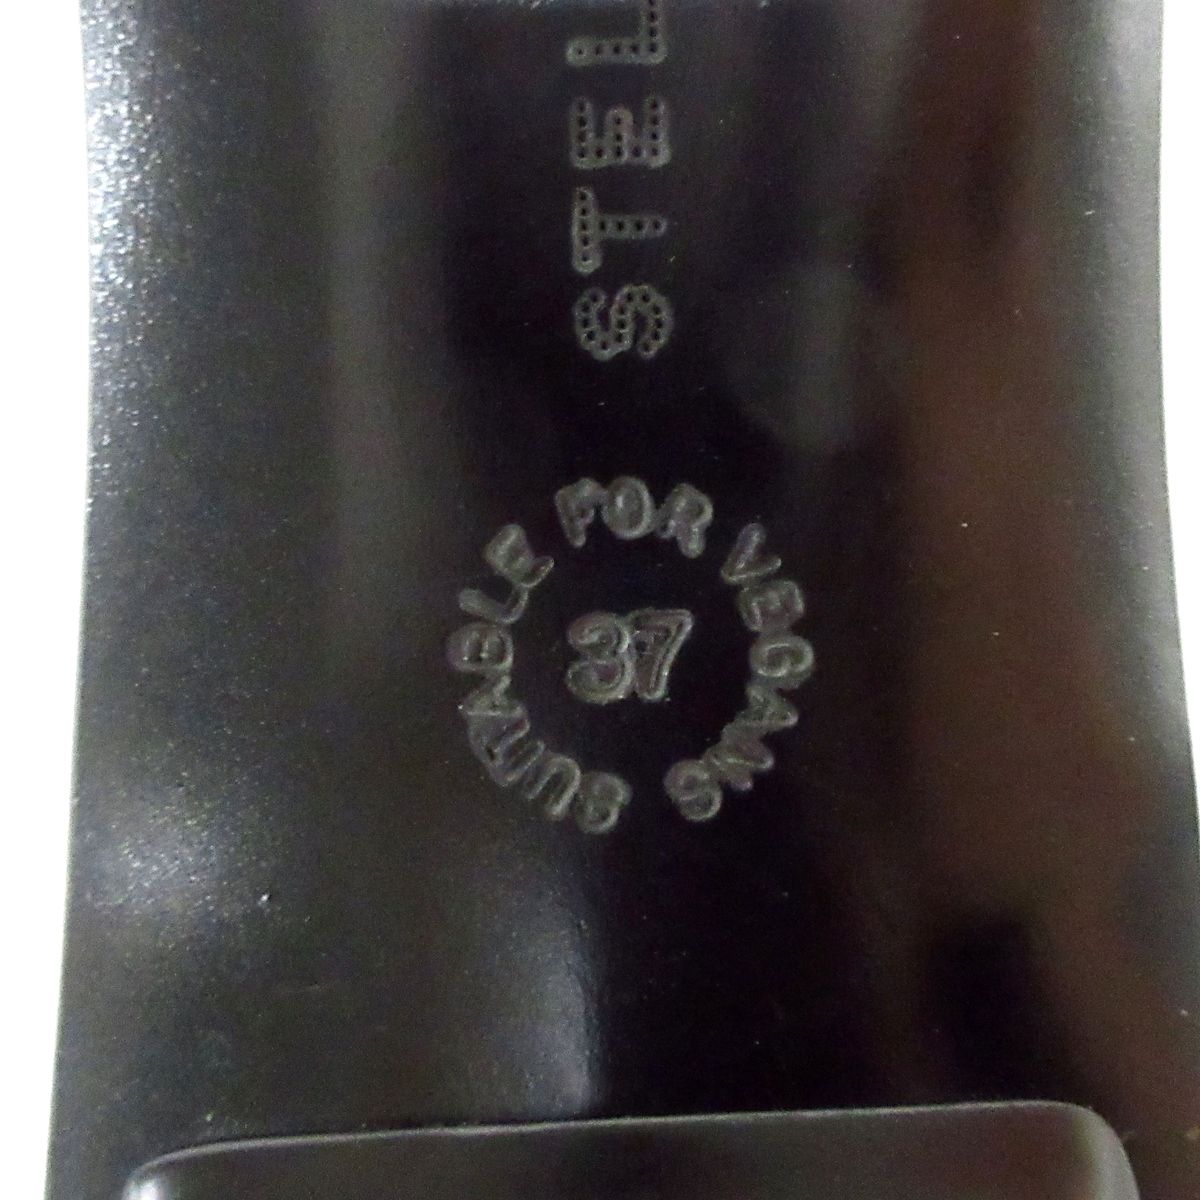 STEL
SUITABLE FOR VEGANS
37